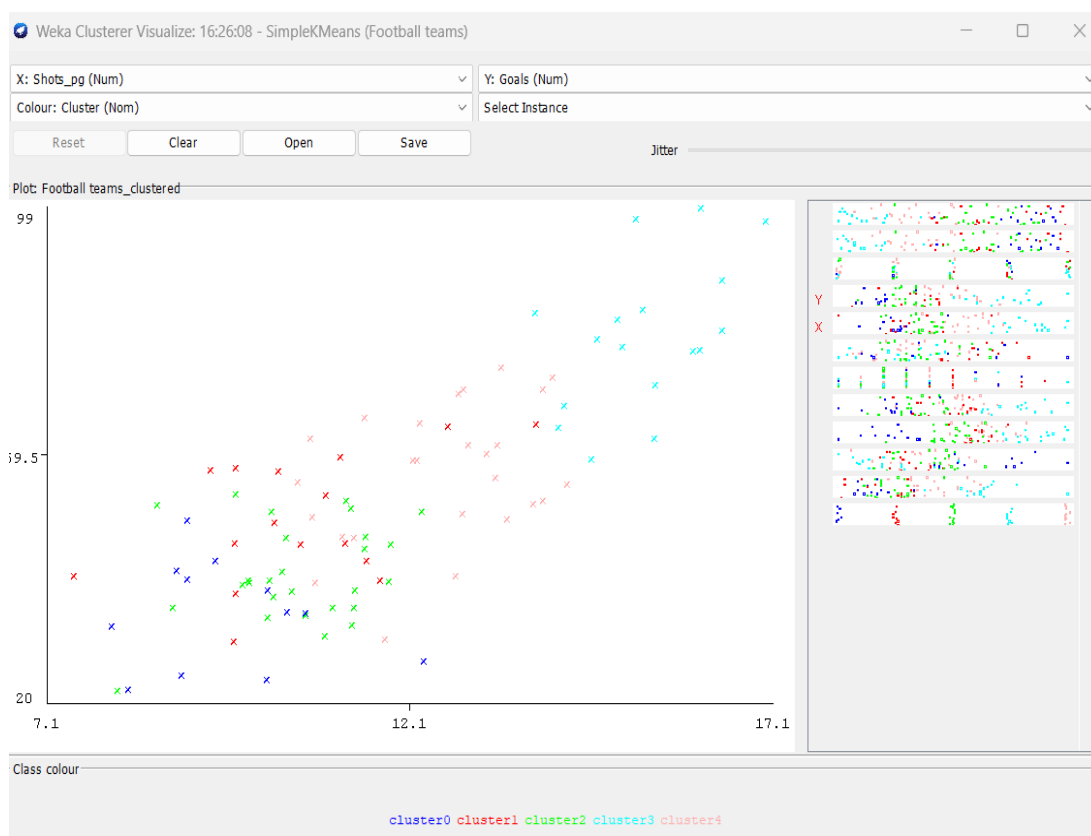 Weka Clusterer Visualize: 16:26:08 - SimpleKMeans (Football teams)
X: Shots_pg (Num) Y: Goals (Num)
Colour: Cluster (Nom) Select Instance
Reset Clear Open Save Jitter
Plot: Football teams_clustered
99
Y
X
59.5
20
7.1 12.1 17.1
Class colour
cluster0 cluster1 cluster2 cluster3 cluster4